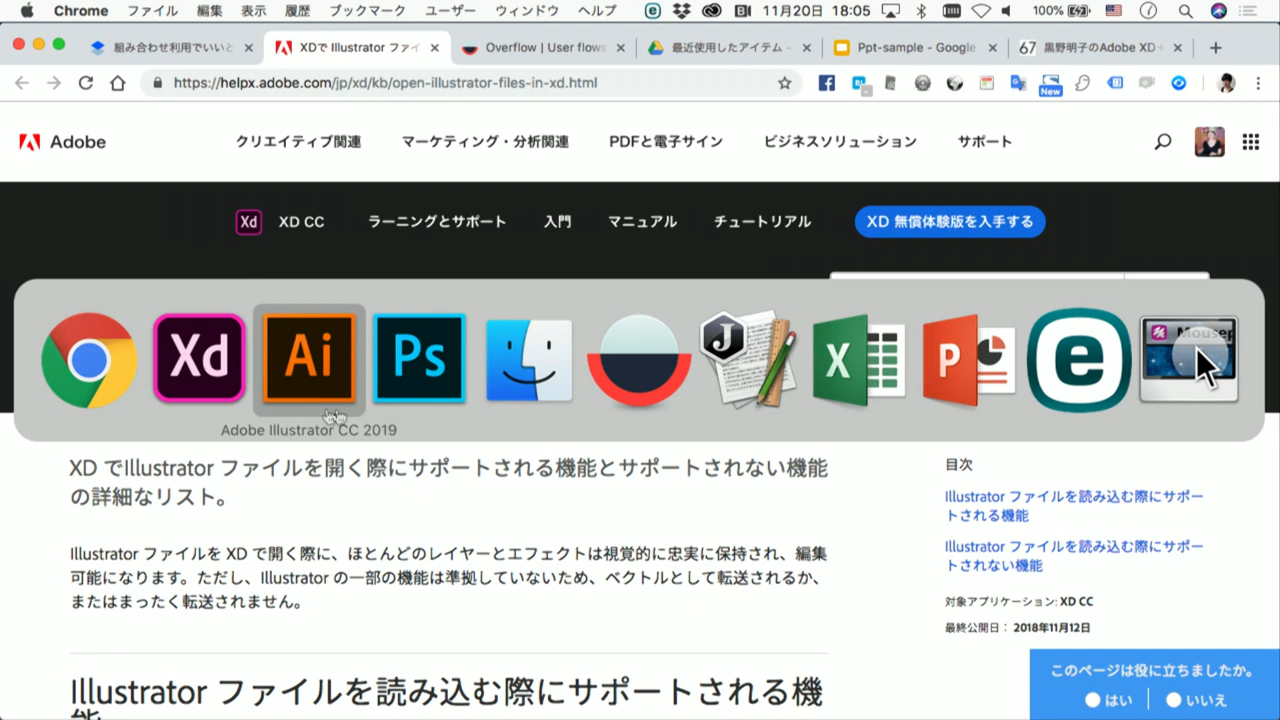 Chrome ファイル 編集 表示 履歴 ブックマーク ユーザー ウィンドウ ヘルプ 11月20日 18:05 100%
組み合わせ利用でいいと XDで Illustrator ファイ Overflow | User flows 最近使用したアイテム - Ppt-sample - Google 67 黒野明子のAdobe XD
https://helpx.adobe.com/jp/xd/kb/open-illustrator-files-in-xd.html
New
Adobe クリエイティブ関連 マーケティング・分析関連 PDFと電子サイン ビジネスソリューション サポート
Xd XD CC ラーニングとサポート 入門 マニュアル チュートリアル XD 無償体験版を入手する
Xd Ai Ps J X P e
Adobe Illustrator CC 2019
XD でIllustrator ファイルを開く際にサポートされる機能とサポートされない機能
の詳細なリスト。
Illustrator ファイルを XD で開く際に、ほとんどのレイヤーとエフェクトは視覚的に忠実に保持され、編集
可能になります。ただし、Illustrator の一部の機能は準拠していないため、ベクトルとして転送されるか、
またはまったく転送されません。
Illustrator ファイルを読み込む際にサポートされる機
能
目次
Illustrator ファイルを読み込む際にサポー
トされる機能
Illustrator ファイルを読み込む際にサポー
トされない機能
対象アプリケーション: XD CC
最終公開日： 2018年11月12日
このページは役に立ちましたか。
はい いいえ